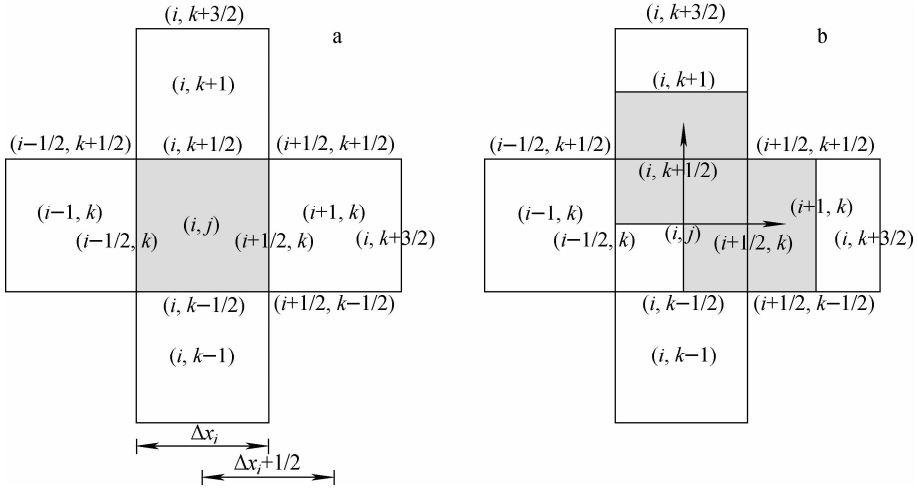 (i, k+3/2)
a
(i, k+1)
(i−1/2, k+1/2)
(i, k+1/2)
(i+1/2, k+1/2)
(i−1, k)
(i, j)
(i+1, k)
(i−1/2, k)
(i+1/2, k)
(i, k+3/2)
(i, k−1/2)
(i+1/2, k−1/2)
(i, k−1)
Δxi
Δxi+1/2
(i, k+3/2)
b
(i, k+1)
(i−1/2, k+1/2)
(i+1/2, k+1/2)
(i, k+1/2)
(i−1, k)
(i+1, k)
(i−1/2, k)
(i, j)
(i+1/2, k)
(i, k+3/2)
(i, k−1/2)
(i+1/2, k−1/2)
(i, k−1)